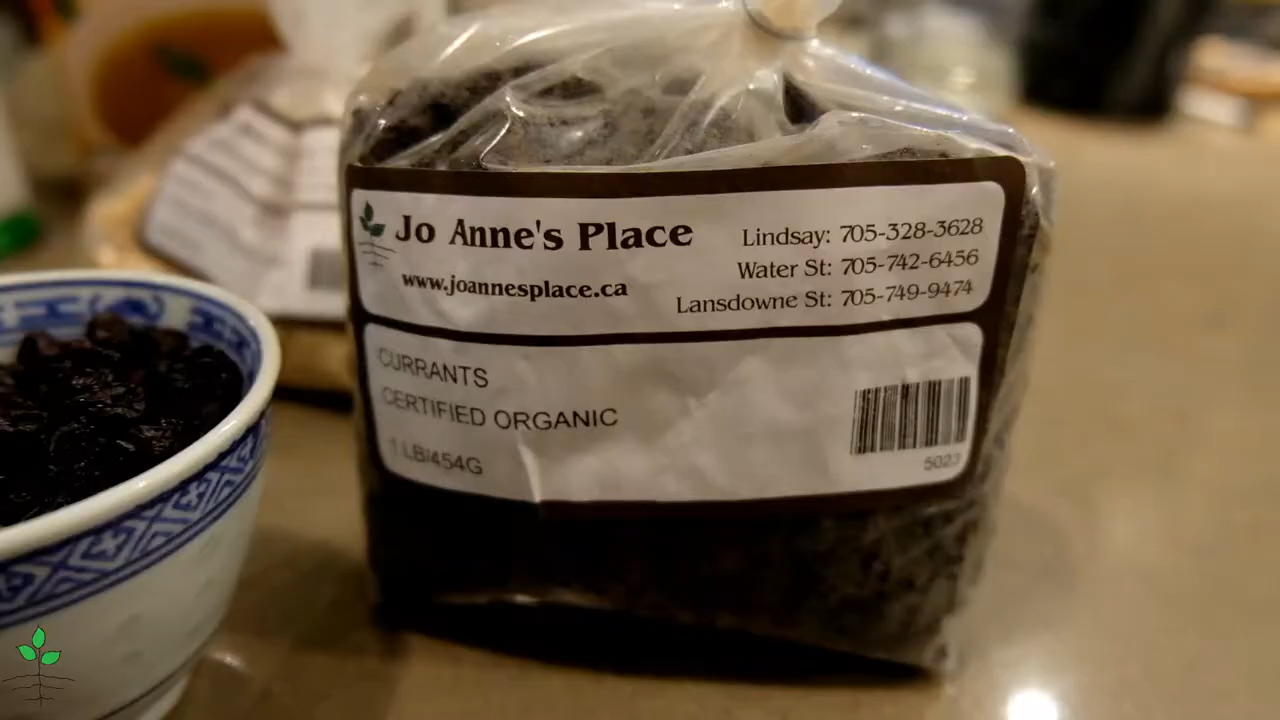 Jo Anne's Place
www.joannesplace.ca
Lindsay: 705-328-3628
Water St: 705-742-6456
Lansdowne St: 705-749-9474
CURRANTS
CERTIFIED ORGANIC
1 LB/454G
5023